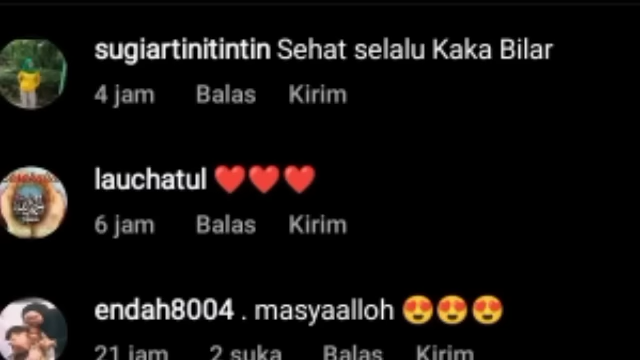 sugiartinitintin Sehat selalu Kaka Bilar
4 jam Balas Kirim
lauchatul ❤️❤️❤️
6 jam Balas Kirim
endah8004 . masyaalloh 😍😍😍
21 jam 2 suka Balas Kirim